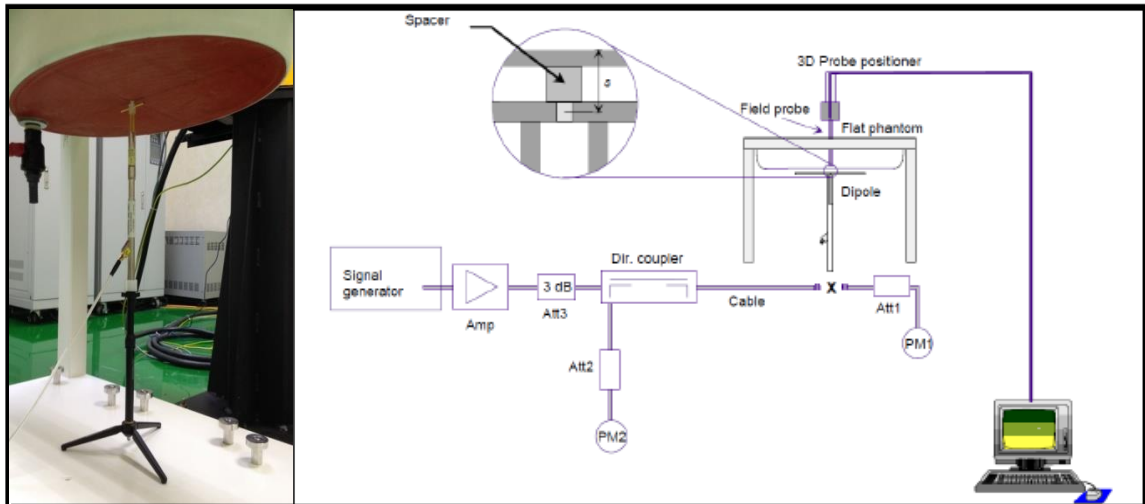 Spacer
s
3D Probe positioner
Field probe
Flat phantom
Dipole
Signal
generator
Amp
3 dB
Att3
Dir. coupler
Cable
X
Att1
PM1
Att2
PM2